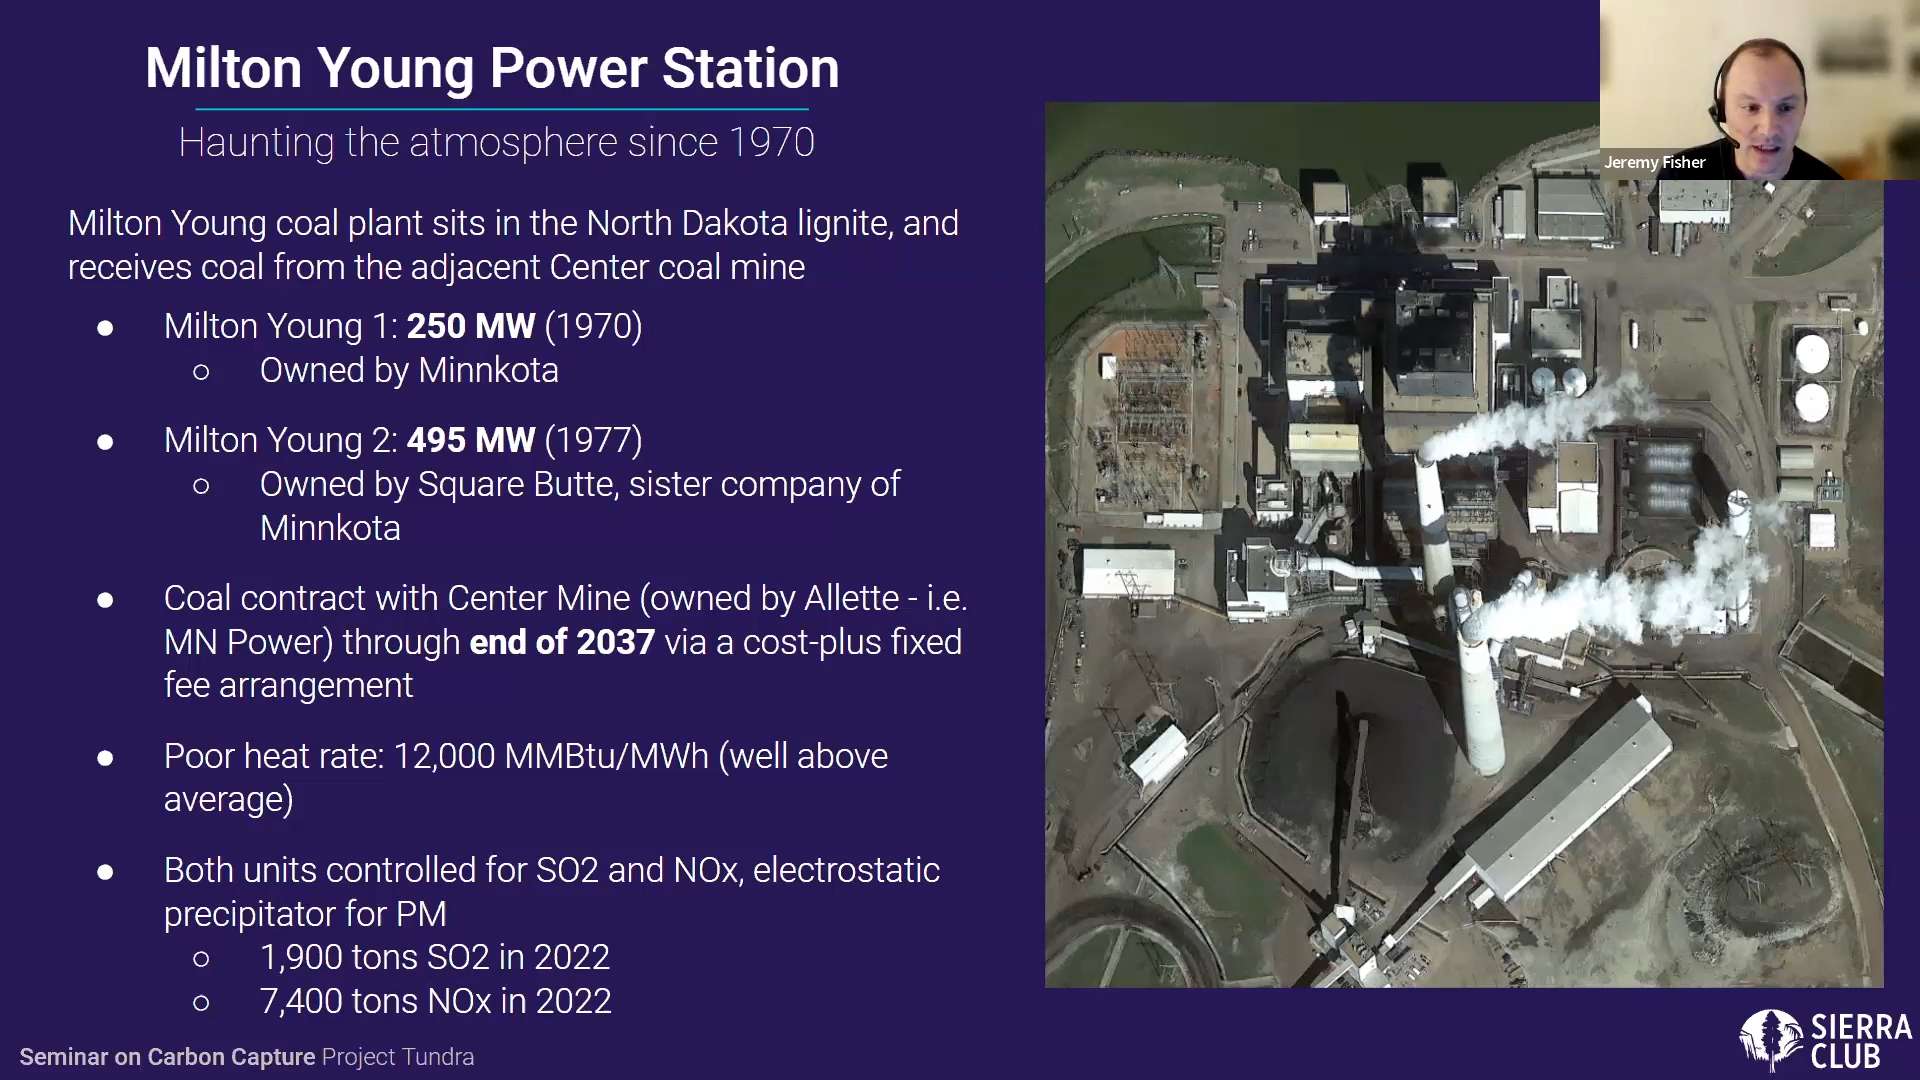 Milton Young Power Station
Haunting the atmosphere since 1970
Milton Young coal plant sits in the North Dakota lignite, and
receives coal from the adjacent Center coal mine
● Milton Young 1: 250 MW (1970)
○ Owned by Minnkota
● Milton Young 2: 495 MW (1977)
○ Owned by Square Butte, sister company of
Minnkota
● Coal contract with Center Mine (owned by Allette - i.e.
MN Power) through end of 2037 via a cost-plus fixed
fee arrangement
● Poor heat rate: 12,000 MMBtu/MWh (well above
average)
● Both units controlled for SO2 and NOx, electrostatic
precipitator for PM
○ 1,900 tons SO2 in 2022
○ 7,400 tons NOx in 2022
Seminar on Carbon Capture Project Tundra
Jeremy Fisher
SIERRA
CLUB